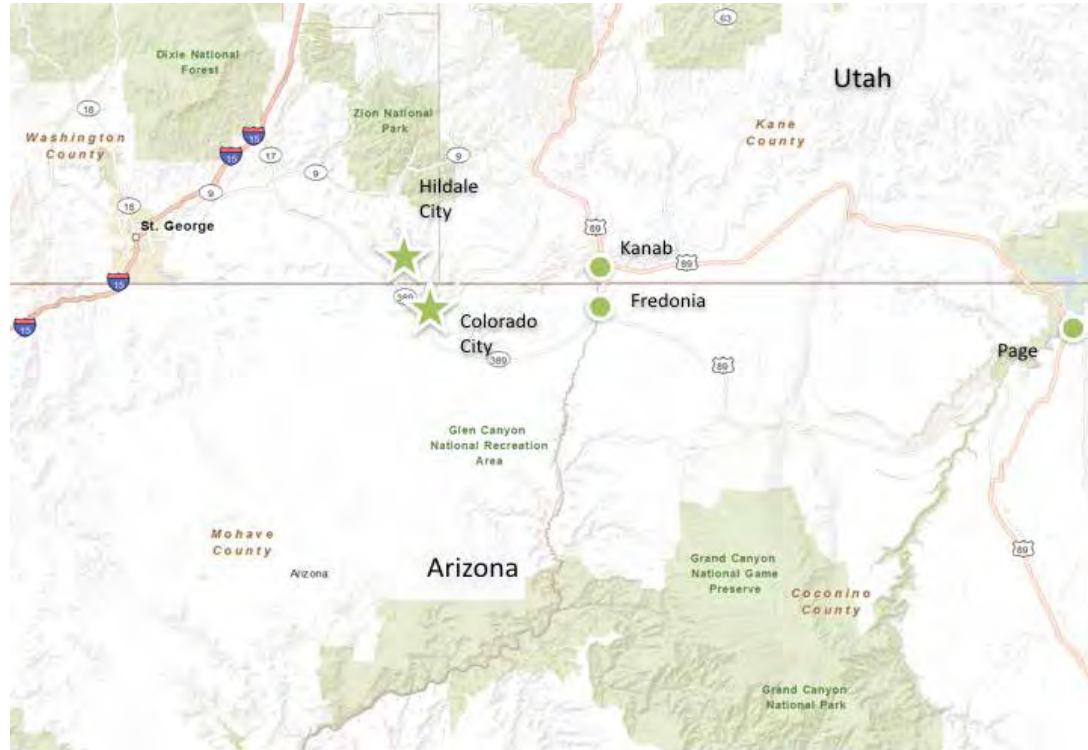 63
Utah
Dixie National
Forest
18
Zion National
Park
Kane
County
Washington
County
15
15
17
9
9
Hildale
City
18
9
St. George
89
Kanab
89
15
Fredonia
15
Colorado
City
389
Page
89
Glen Canyon
National Recreation
Area
Mohave
County
Arizona
Arizona
89
Grand Canyon
National Game
Preserve
Coconino
County
Grand Canyon
National Park